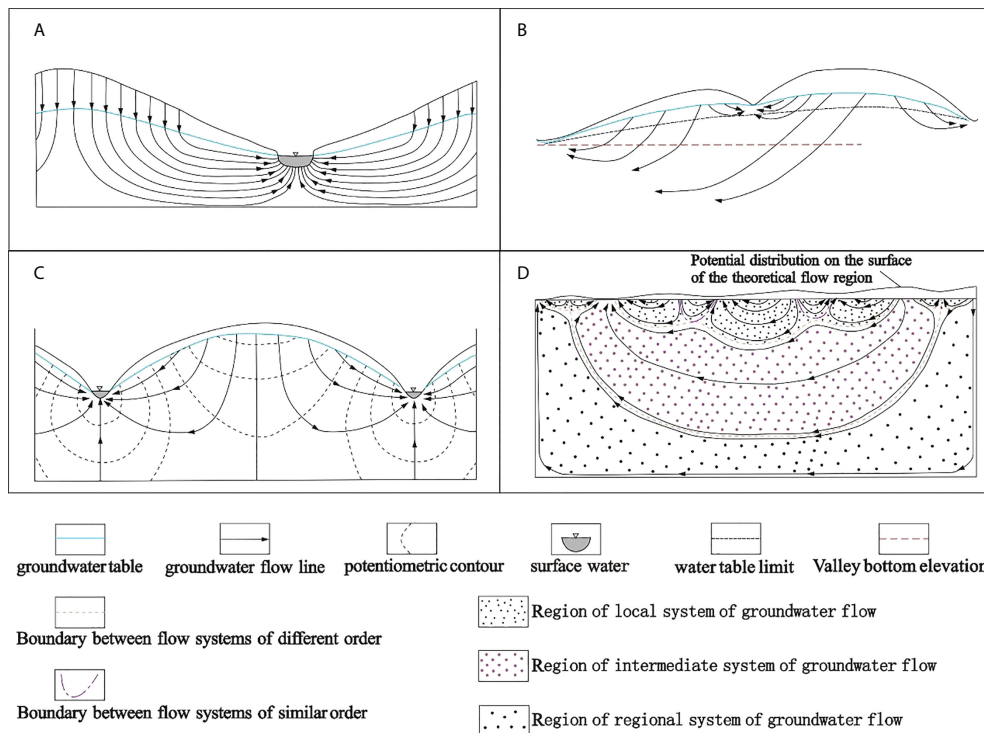 A
B
C
D
Potential distribution on the surface
of the theoretical flow region
groundwater table
groundwater flow line
potentiometric contour
surface water
water table limit
Valley bottom elevation
Boundary between flow systems of different order
Region of local system of groundwater flow
Region of intermediate system of groundwater flow
Boundary between flow systems of similar order
Region of regional system of groundwater flow